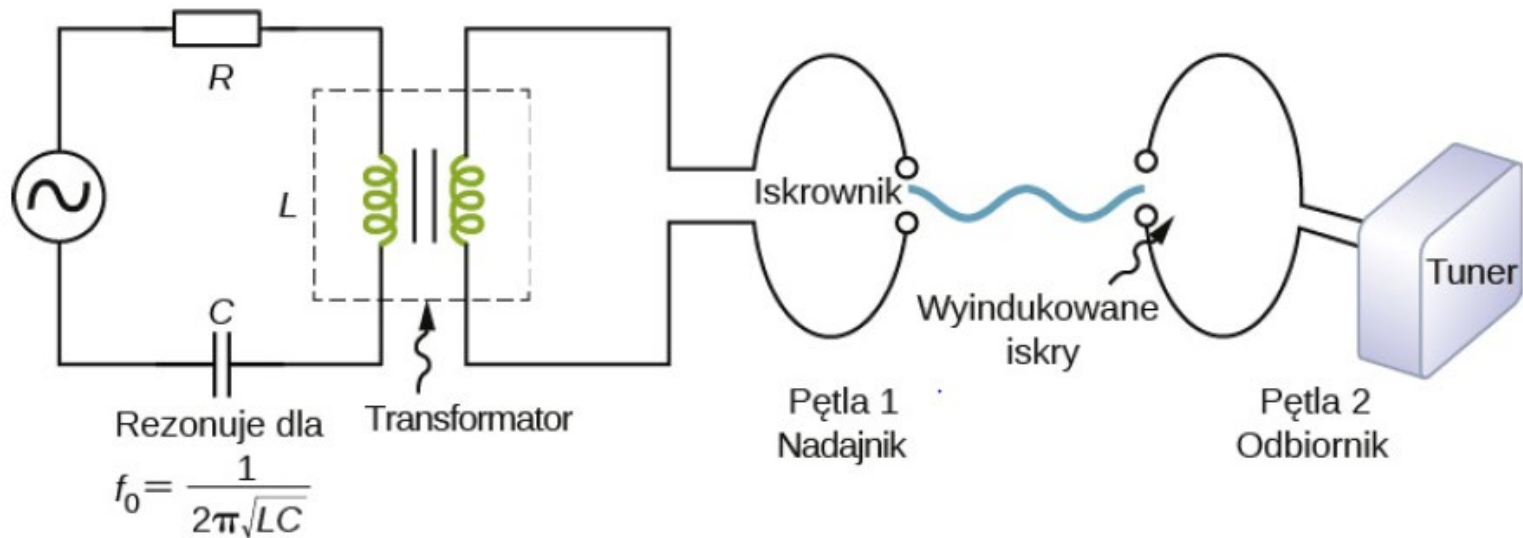 R
L
C
Rezonuje dla
f₀ = 1 / 2π√LC
Transformator
Iskrownik
Pętla 1
Nadajnik
Wyindukowane
iskry
Pętla 2
Odbiornik
Tuner